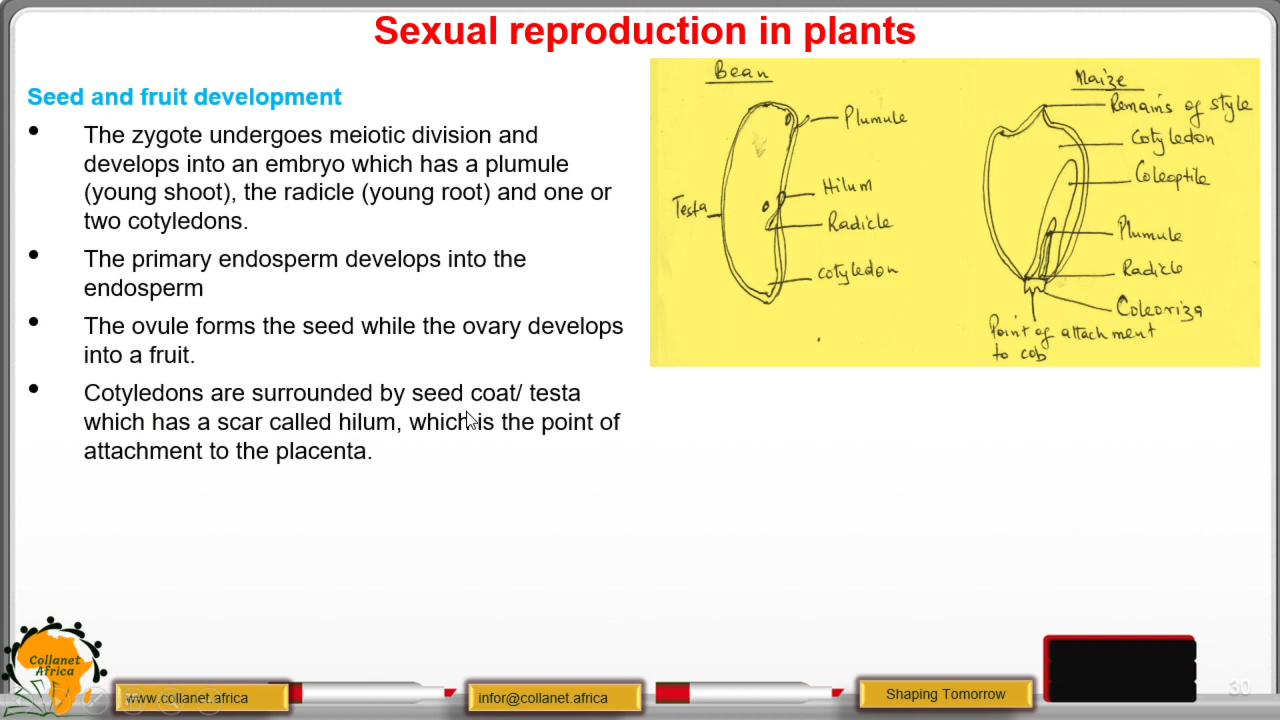 Sexual reproduction in plants
Seed and fruit development
• The zygote undergoes meiotic division and
develops into an embryo which has a plumule
(young shoot), the radicle (young root) and one or
two cotyledons.
• The primary endosperm develops into the
endosperm
• The ovule forms the seed while the ovary develops
into a fruit.
• Cotyledons are surrounded by seed coat/ testa
which has a scar called hilum, which is the point of
attachment to the placenta.
Bean
Plumule
Hilum
Testa
Radicle
cotyledon
Maize
Remains of style
Cotyledon
Coleoptile
Plumule
Radicle
Coleoriza
Point of attachment
to cob
Collanet
Africa
www.collanet.africa
infor@collanet.africa
Shaping Tomorrow
30